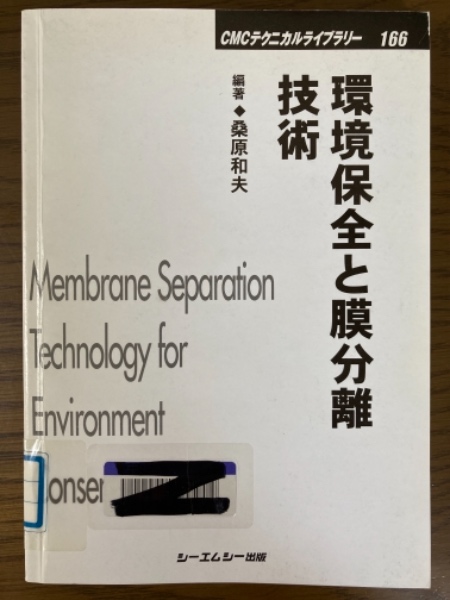 CMCテクニカルライブラリー 166
環境保全と膜分離
技術
編著◆桑原和夫
Membrane Separation
Technology for
Environment
Conser
シーエムシー出版